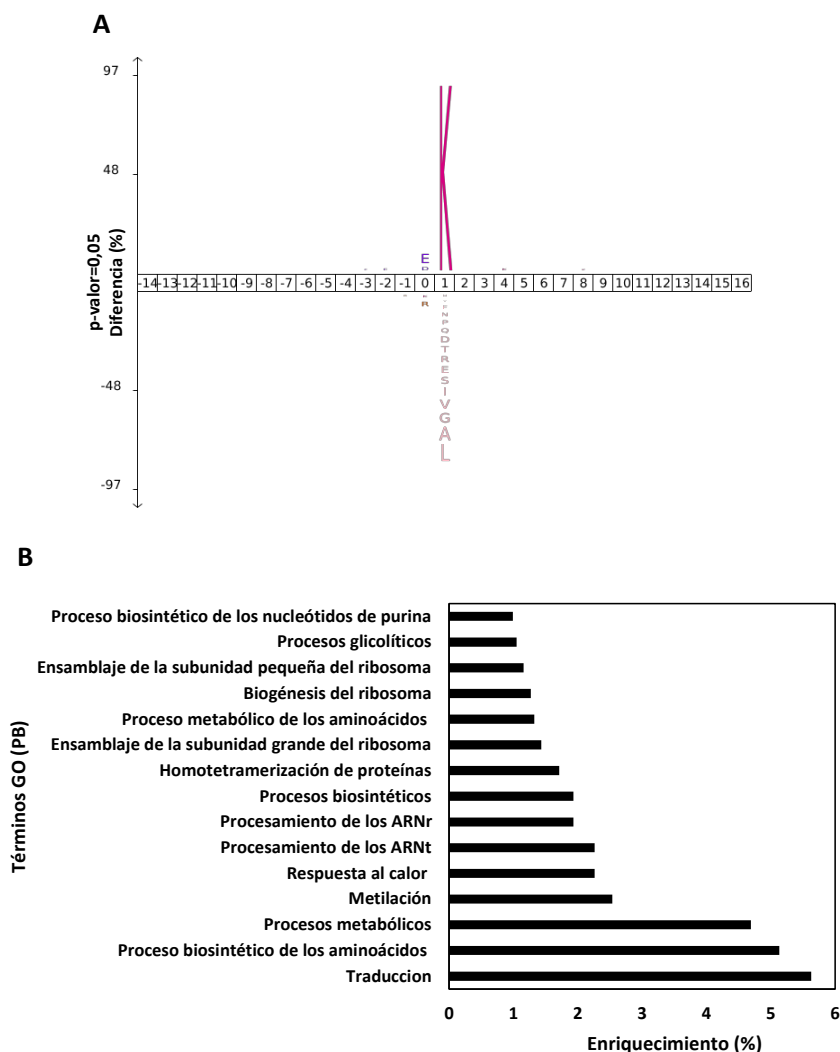 A
97
48
p-valor=0,05
Diferencia (%)
E
D
-14 -13 -12 -11 -10 -9 -8 -7 -6 -5 -4 -3 -2 -1 0 1 2 3 4 5 6 7 8 9 10 11 12 13 14 15 16
R
N
P
Q
D
T
R
E
S
I
V
G
A
L
-48
-97
B
Términos GO (PB)
Proceso biosintético de los nucleótidos de purina
Procesos glicolíticos
Ensamblaje de la subunidad pequeña del ribosoma
Biogénesis del ribosoma
Proceso metabólico de los aminoácidos
Ensamblaje de la subunidad grande del ribosoma
Homotetramerización de proteínas
Procesos biosintéticos
Procesamiento de los ARNr
Procesamiento de los ARNt
Respuesta al calor
Metilación
Procesos metabólicos
Proceso biosintético de los aminoácidos
Traduccion
0 1 2 3 4 5 6
Enriquecimiento (%)